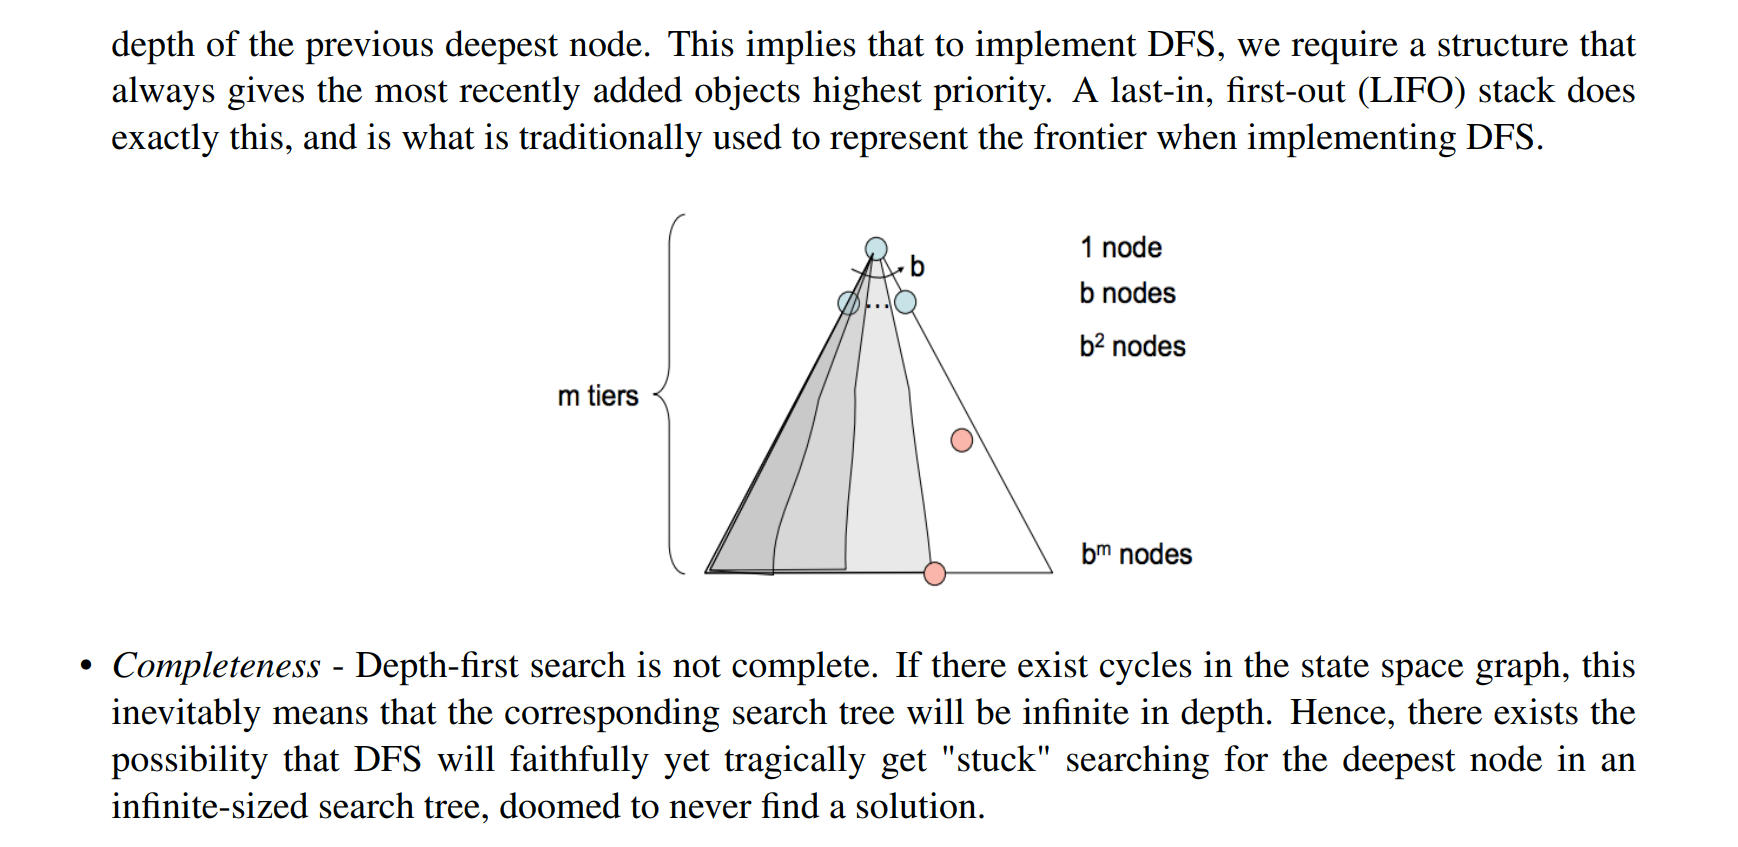 depth of the previous deepest node. This implies that to implement DFS, we require a structure that
always gives the most recently added objects highest priority. A last-in, first-out (LIFO) stack does
exactly this, and is what is traditionally used to represent the frontier when implementing DFS.
1 node
b
b nodes
...
b² nodes
m tiers
bᵐ nodes
• Completeness - Depth-first search is not complete. If there exist cycles in the state space graph, this
inevitably means that the corresponding search tree will be infinite in depth. Hence, there exists the
possibility that DFS will faithfully yet tragically get "stuck" searching for the deepest node in an
infinite-sized search tree, doomed to never find a solution.